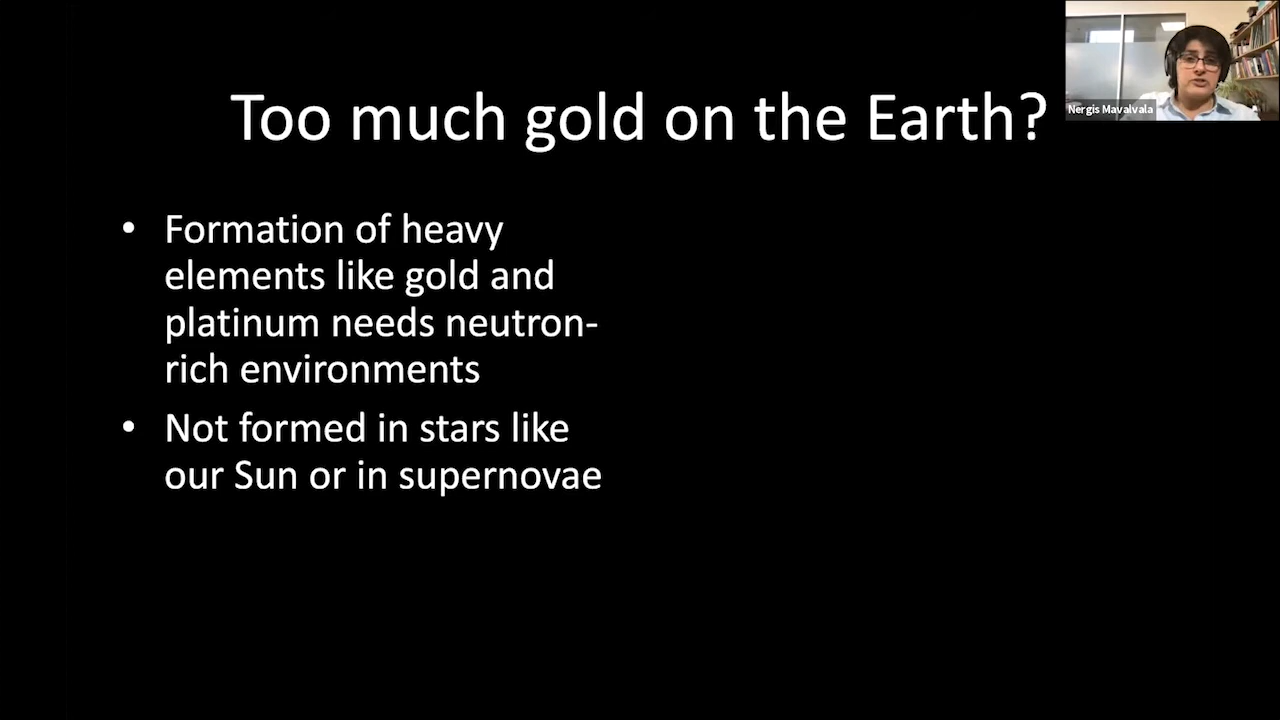 Nergis Mavalvala
Too much gold on the Earth?
• Formation of heavy
elements like gold and
platinum needs neutron-
rich environments
• Not formed in stars like
our Sun or in supernovae